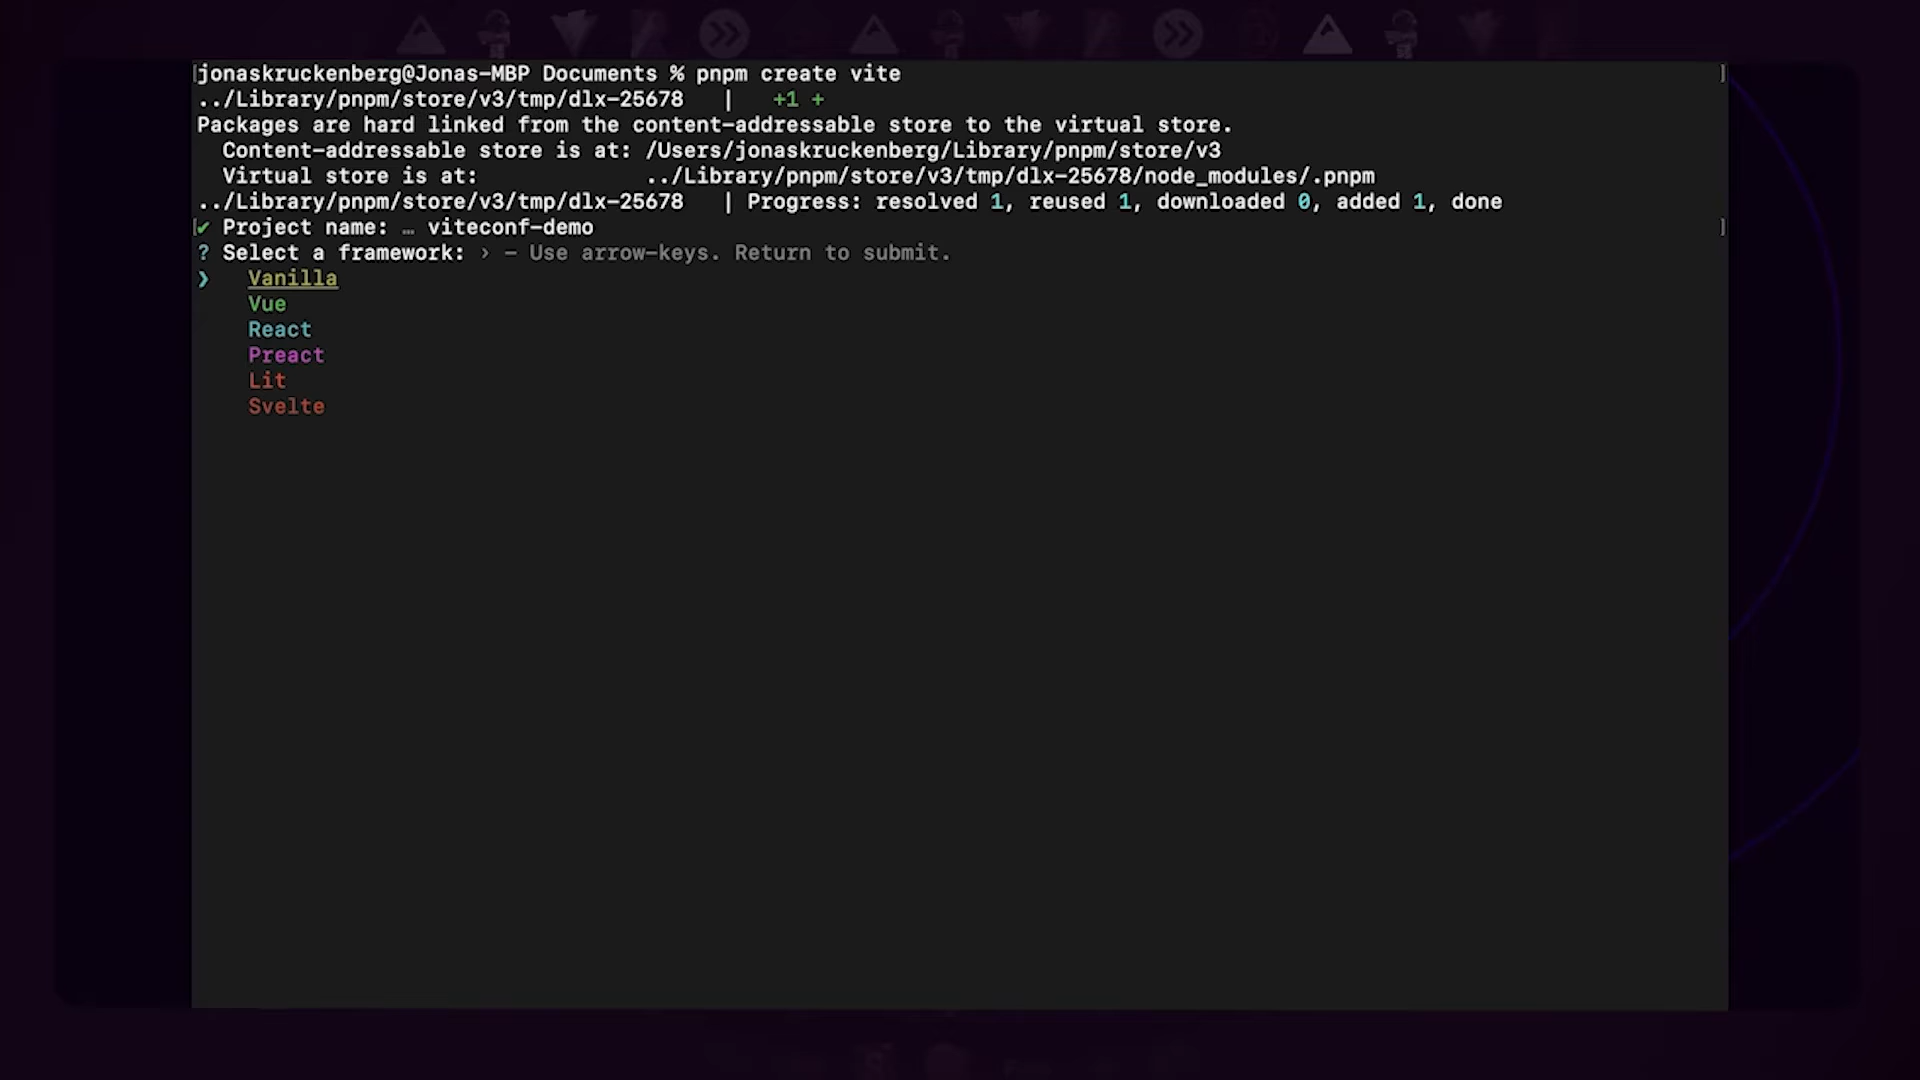 jonaskruckenberg@Jonas-MBP Documents % pnpm create vite
../Library/pnpm/store/v3/tmp/dlx-25678   |   +1 +
Packages are hard linked from the content-addressable store to the virtual store.
  Content-addressable store is at: /Users/jonaskruckenberg/Library/pnpm/store/v3
  Virtual store is at:             ../Library/pnpm/store/v3/tmp/dlx-25678/node_modules/.pnpm
../Library/pnpm/store/v3/tmp/dlx-25678   | Progress: resolved 1, reused 1, downloaded 0, added 1, done
✔ Project name: … viteconf-demo
? Select a framework: › - Use arrow-keys. Return to submit.
❯   Vanilla
    Vue
    React
    Preact
    Lit
    Svelte